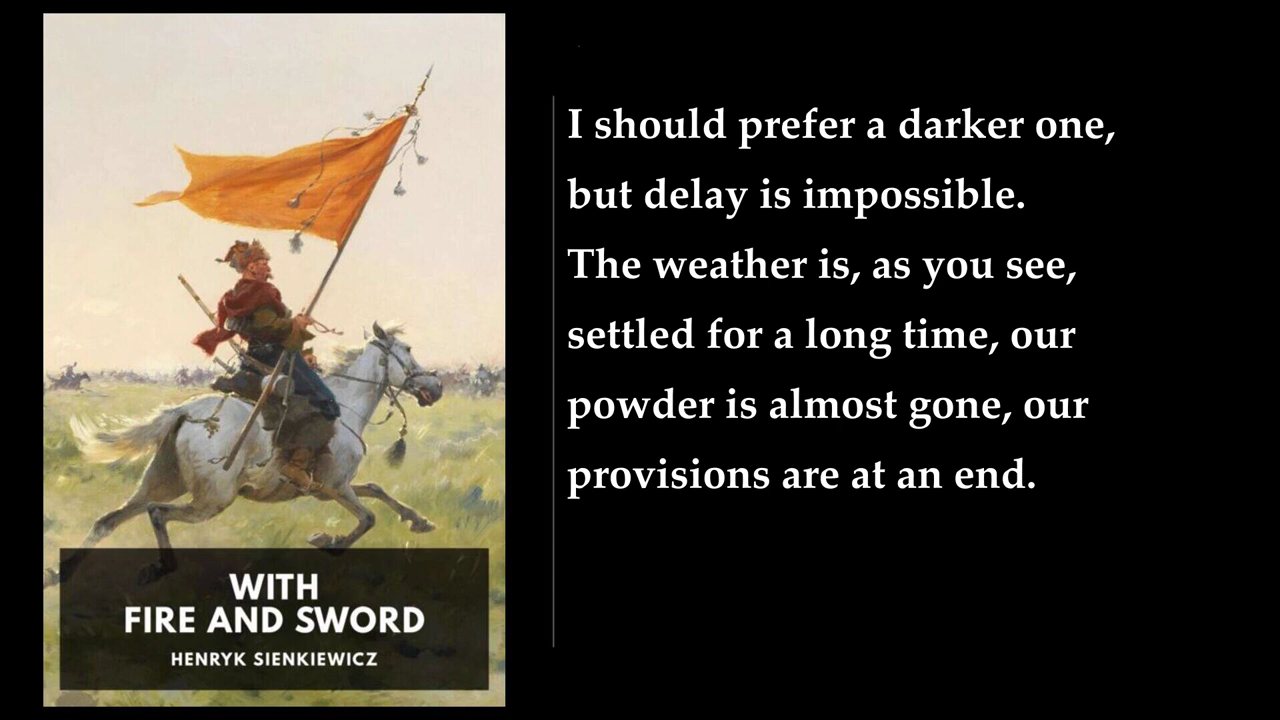 WITH
FIRE AND SWORD
HENRYK SIENKIEWICZ
I should prefer a darker one,
but delay is impossible.
The weather is, as you see,
settled for a long time, our
powder is almost gone, our
provisions are at an end.